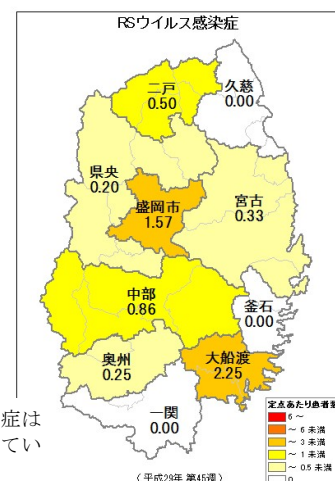 RSウイルス感染症
二戸
0.50
久慈
0.00
県央
0.20
盛岡市
1.57
宮古
0.33
中部
0.86
釜石
0.00
奥州
0.25
大船渡
2.25
一関
0.00
症は
てい
定点あたり患者数
6 ～
～ 6 未満
～ 3 未満
～ 1 未満
～ 0.5 未満
0
(平成29年 第45週)